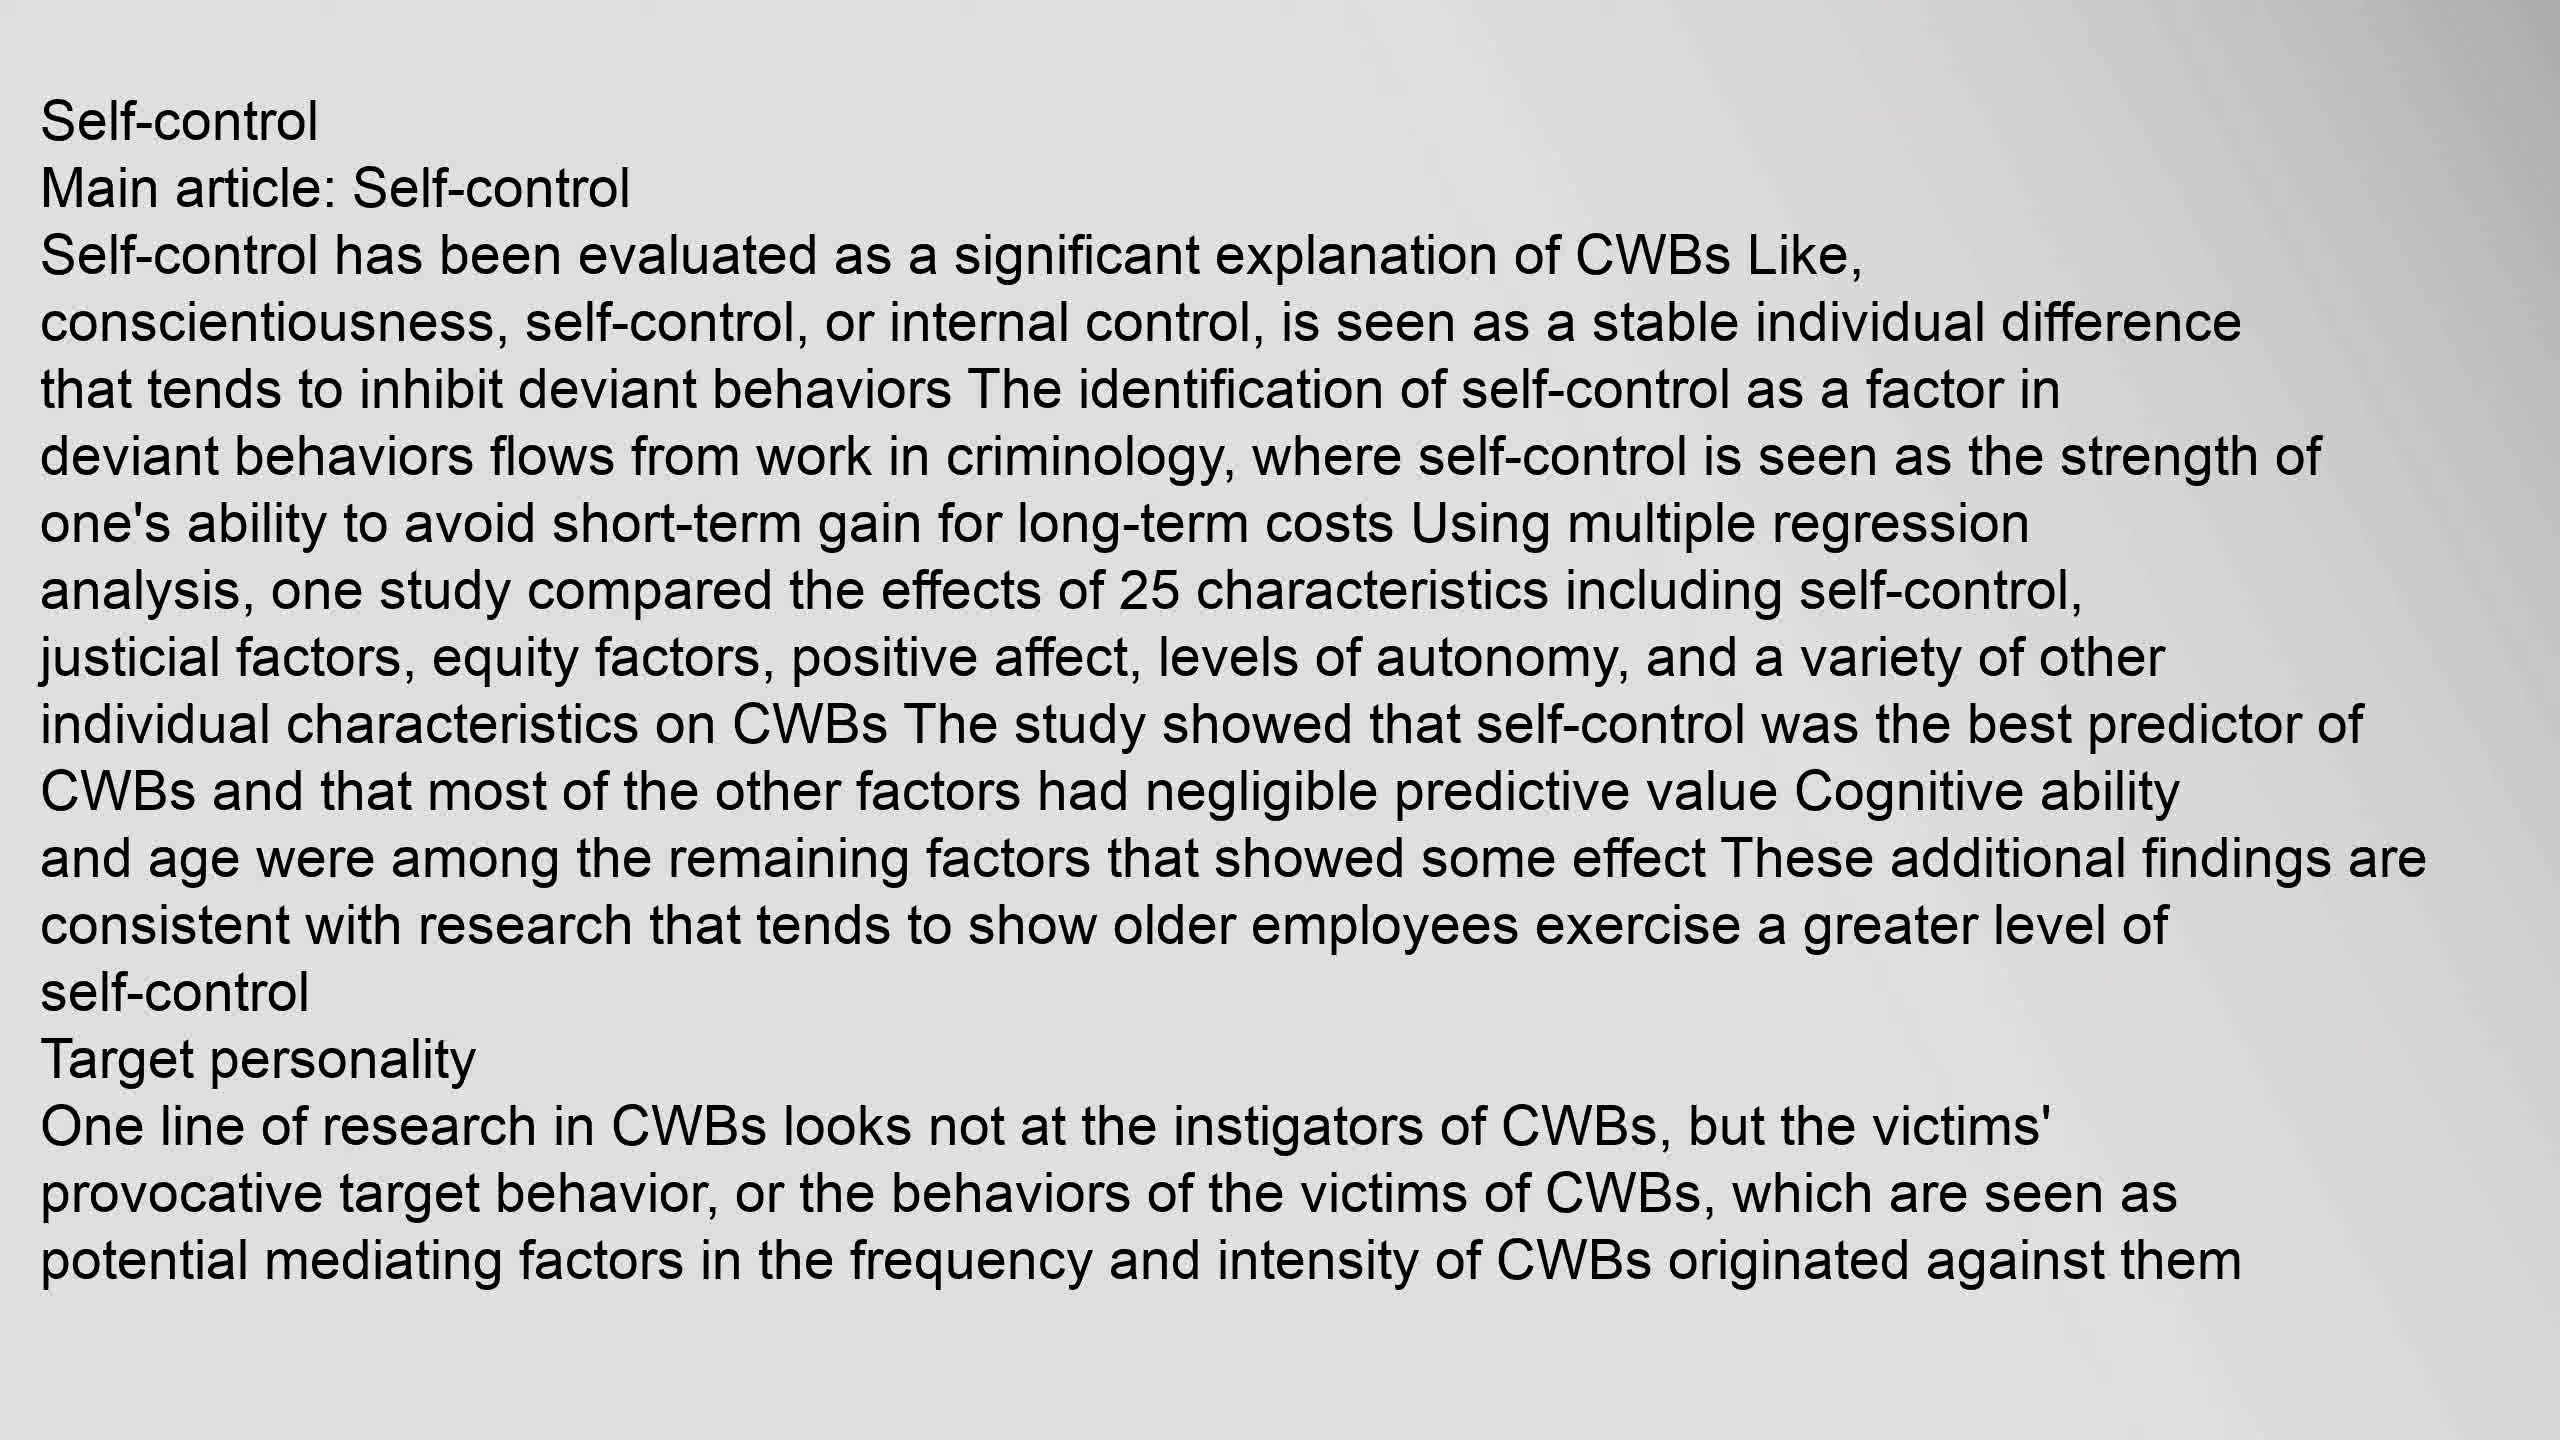 Self-control
Main article: Self-control
Self-control has been evaluated as a significant explanation of CWBs Like,
conscientiousness, self-control, or internal control, is seen as a stable individual difference
that tends to inhibit deviant behaviors The identification of self-control as a factor in
deviant behaviors flows from work in criminology, where self-control is seen as the strength of
one's ability to avoid short-term gain for long-term costs Using multiple regression
analysis, one study compared the effects of 25 characteristics including self-control,
justicial factors, equity factors, positive affect, levels of autonomy, and a variety of other
individual characteristics on CWBs The study showed that self-control was the best predictor of
CWBs and that most of the other factors had negligible predictive value Cognitive ability
and age were among the remaining factors that showed some effect These additional findings are
consistent with research that tends to show older employees exercise a greater level of
self-control
Target personality
One line of research in CWBs looks not at the instigators of CWBs, but the victims'
provocative target behavior, or the behaviors of the victims of CWBs, which are seen as
potential mediating factors in the frequency and intensity of CWBs originated against them